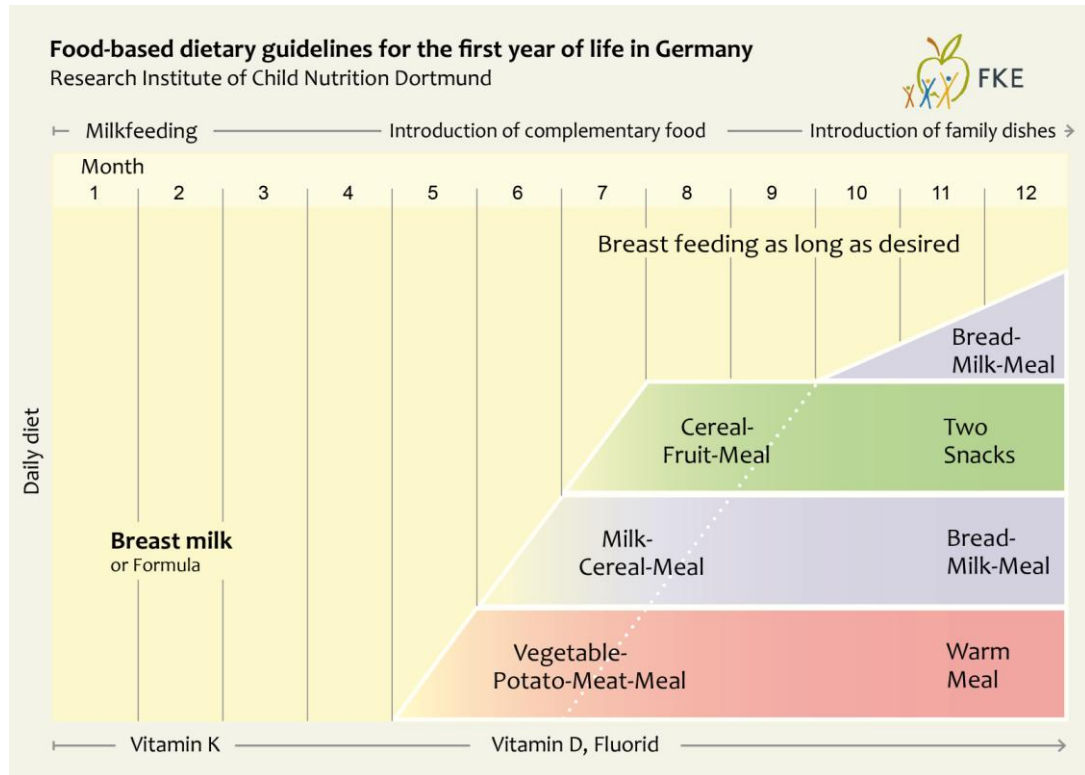 Food-based dietary guidelines for the first year of life in Germany
Research Institute of Child Nutrition Dortmund
FKE
Milkfeeding
Introduction of complementary food
Introduction of family dishes
Month
1 2 3 4 5 6 7 8 9 10 11 12
Breast feeding as long as desired
Bread-
Milk-Meal
Cereal-
Fruit-Meal
Two
Snacks
Daily diet
Breast milk
or Formula
Milk-
Cereal-Meal
Bread-
Milk-Meal
Vegetable-
Potato-Meat-Meal
Warm
Meal
Vitamin K
Vitamin D, Fluorid